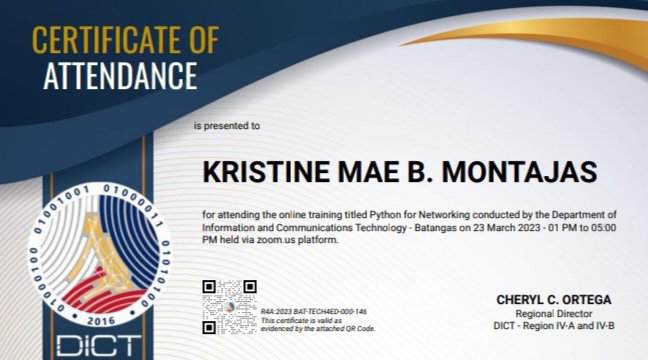 CERTIFICATE OF
ATTENDANCE
is presented to
KRISTINE MAE B. MONTAJAS
for attending the online training titled Python for Networking conducted by the Department of
Information and Communications Technology - Batangas on 23 March 2023 - 01 PM to 05:00
PM held via zoom.us platform.
01000100 01001001 01000011 01010100
2016
DICT
R4A:2023 BAT-TECH4ED-000-146
This certificate is valid as
evidenced by the attached QR Code.
CHERYL C. ORTEGA
Regional Director
DICT - Region IV-A and IV-B